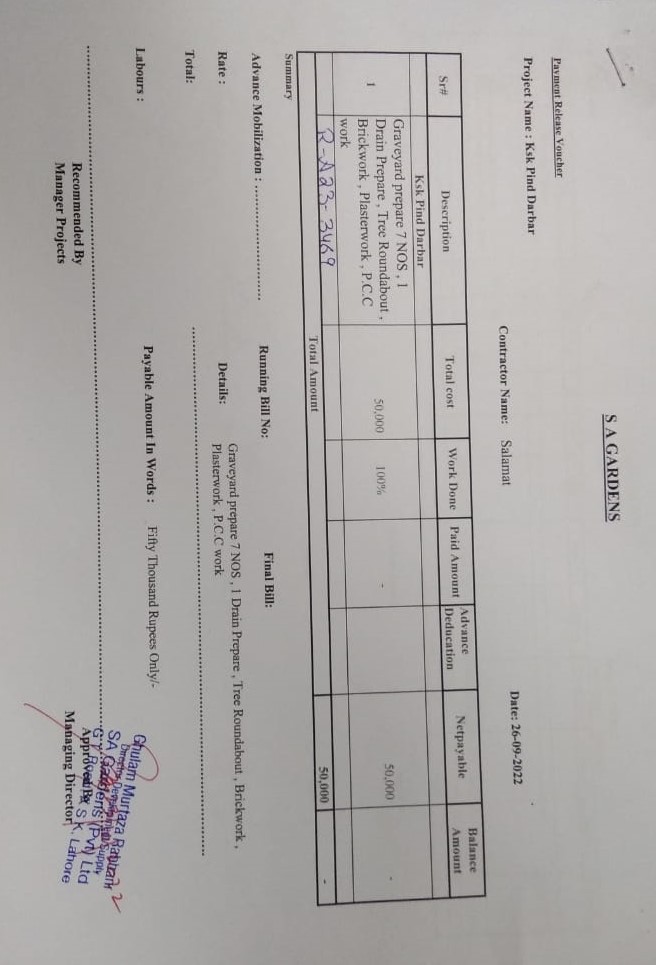 S A GARDENS
Payment Release Voucher
Project Name : Ksk Pind Darbar
Contractor Name: Salamat
Date: 26-09-2022
Sr# Description Total cost Work Done Paid Amount Advance Deducation Netpayable Balance Amount
Ksk Pind Darbar
1 Graveyard prepare 7 NOS , 1 50,000 100% - 50,000 -
Drain Prepare , Tree Roundabout ,
Brickwork , Plasterwork , P.C.C
work
R-A23-3469
Total Amount 50,000 -
Summary
Advance Mobilization : ..............................
Running Bill No:
Final Bill:
Rate :
Details: Graveyard prepare 7 NOS , 1 Drain Prepare , Tree Roundabout , Brickwork ,
Plasterwork , P.C.C work
Total:
Labours :
Payable Amount In Words : Fifty Thousand Rupees Only/-
Ghulam Murtaza Rabbani
Director Development/Supply
SA Gardens (Pvt) Ltd
G T Road K S K, Lahore
Recommended By
Manager Projects
Approved By
Managing Director